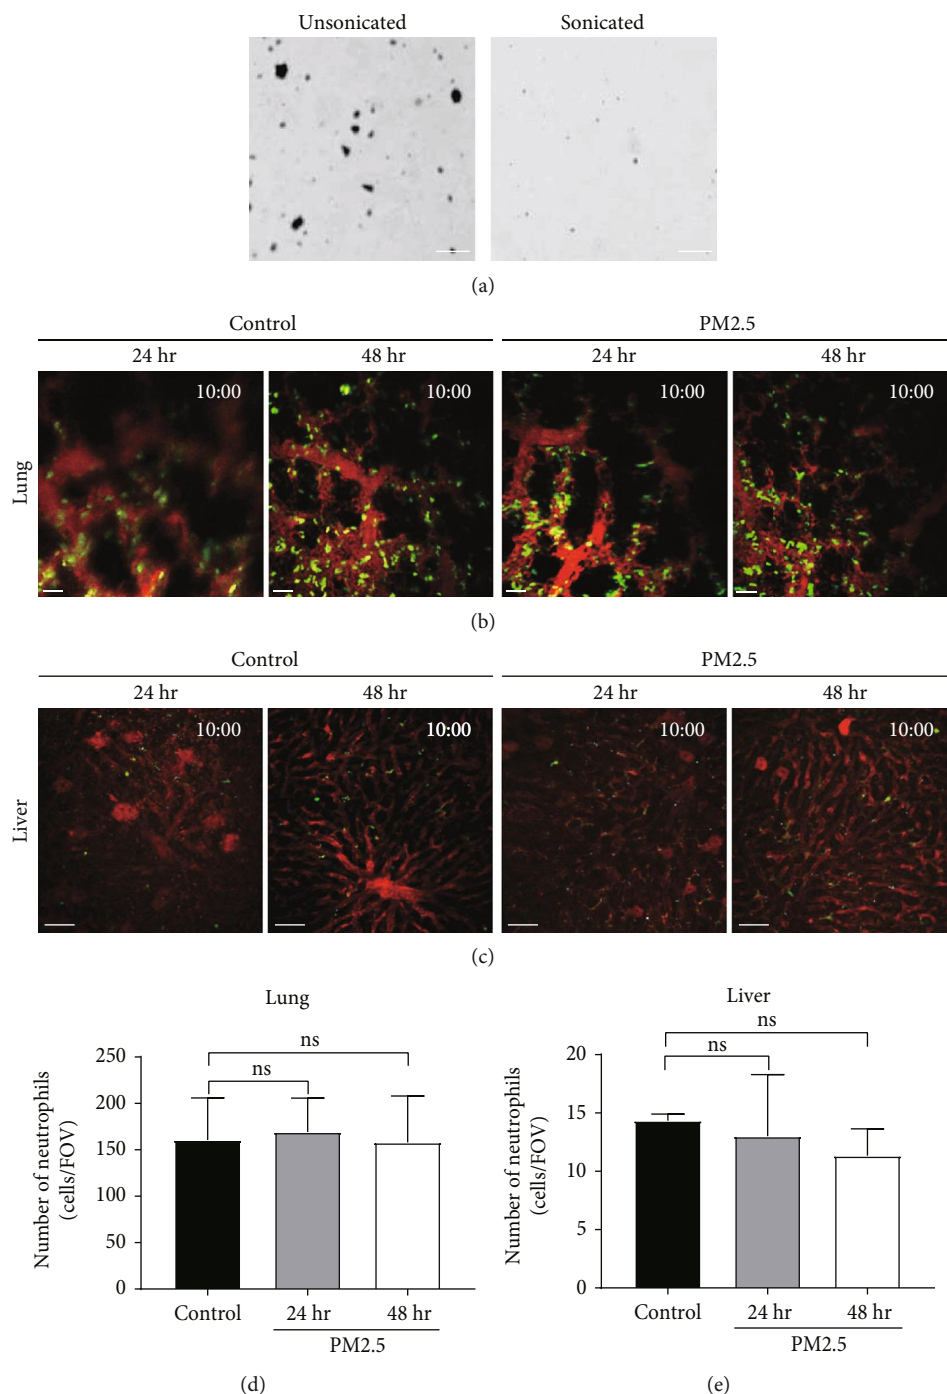 Unsonicated Sonicated
(a)
Control PM2.5
24 hr 48 hr 24 hr 48 hr
10:00 10:00 10:00 10:00
Lung
(b)
Control PM2.5
24 hr 48 hr 24 hr 48 hr
10:00 10:00 10:00 10:00
Liver
(c)
Lung
Number of neutrophils
(cells/FOV)
250
200
150
100
50
0
ns
ns
Control 24 hr 48 hr
PM2.5
(d)
Liver
Number of neutrophils
(cells/FOV)
20
15
10
5
0
ns
ns
Control 24 hr 48 hr
PM2.5
(e)